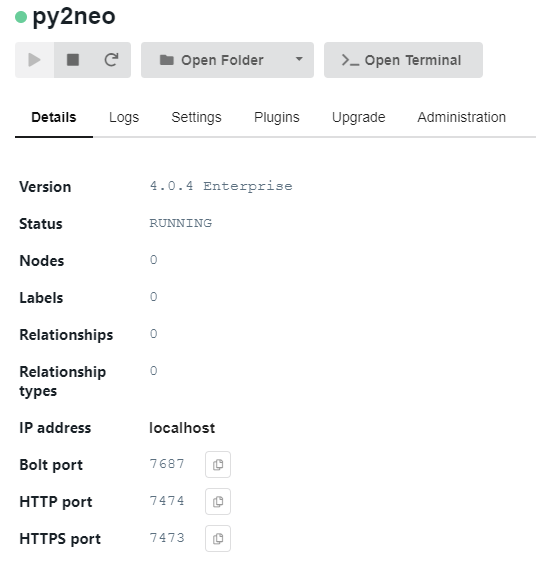 py2neo
Open Folder
>_ Open Terminal
Details Logs Settings Plugins Upgrade Administration
Version 4.0.4 Enterprise
Status RUNNING
Nodes 0
Labels 0
Relationships 0
Relationship 0
types
IP address localhost
Bolt port 7687
HTTP port 7474
HTTPS port 7473